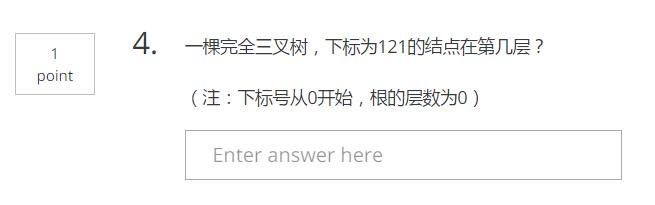 1
point
4.
一棵完全三叉树，下标为121的结点在第几层？
（注：下标号从0开始，根的层数为0）
Enter answer here